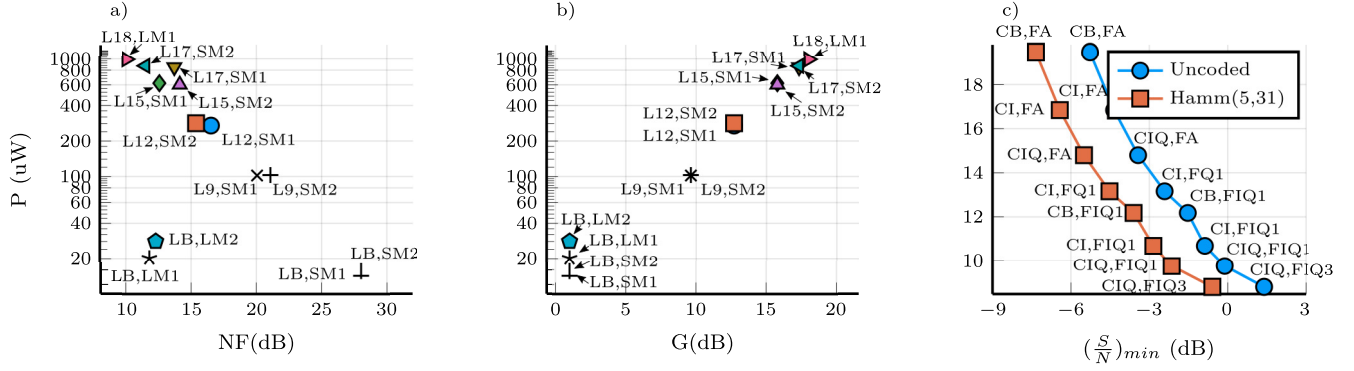 a)
L18,LM1
L17,SM2
L17,SM1
L15,SM1
L15,SM2
L12,SM2
L12,SM1
L9,SM1
L9,SM2
LB,LM2
LB,SM2
LB,LM1
LB,SM1
1000
800
600
400
200
100
80
60
40
20
P (uW)
10
15
20
25
30
NF(dB)
b)
L18,LM1
L17,SM1
L15,SM1
L17,SM2
L15,SM2
L12,SM2
L12,SM1
L9,SM1
L9,SM2
LB,LM2
LB,LM1
LB,SM2
LB,SM1
1000
800
600
400
200
100
80
60
40
20
0
5
10
15
20
G(dB)
c)
CB,FA
CB,FA
Uncoded
Hamm(5,31)
CI,FA
CI,FA
CIQ,FA
CIQ,FA
CI,FQ1
CI,FQ1
CB,FIQ1
CB,FIQ1
CI,FIQ1
CI,FIQ1
CIQ,FIQ1
CIQ,FIQ1
CIQ,FIQ3
CIQ,FIQ3
18
16
14
12
10
−9
−6
−3
0
3
(S/N)min (dB)